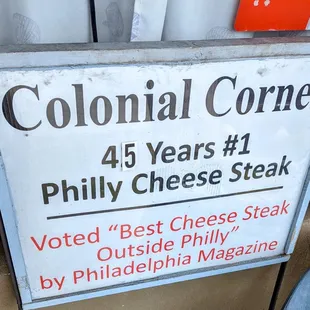 Colonial Corne
45 Years #1
Philly Cheese Steak
Voted "Best Cheese Steak
Outside Philly"
by Philadelphia Magazine